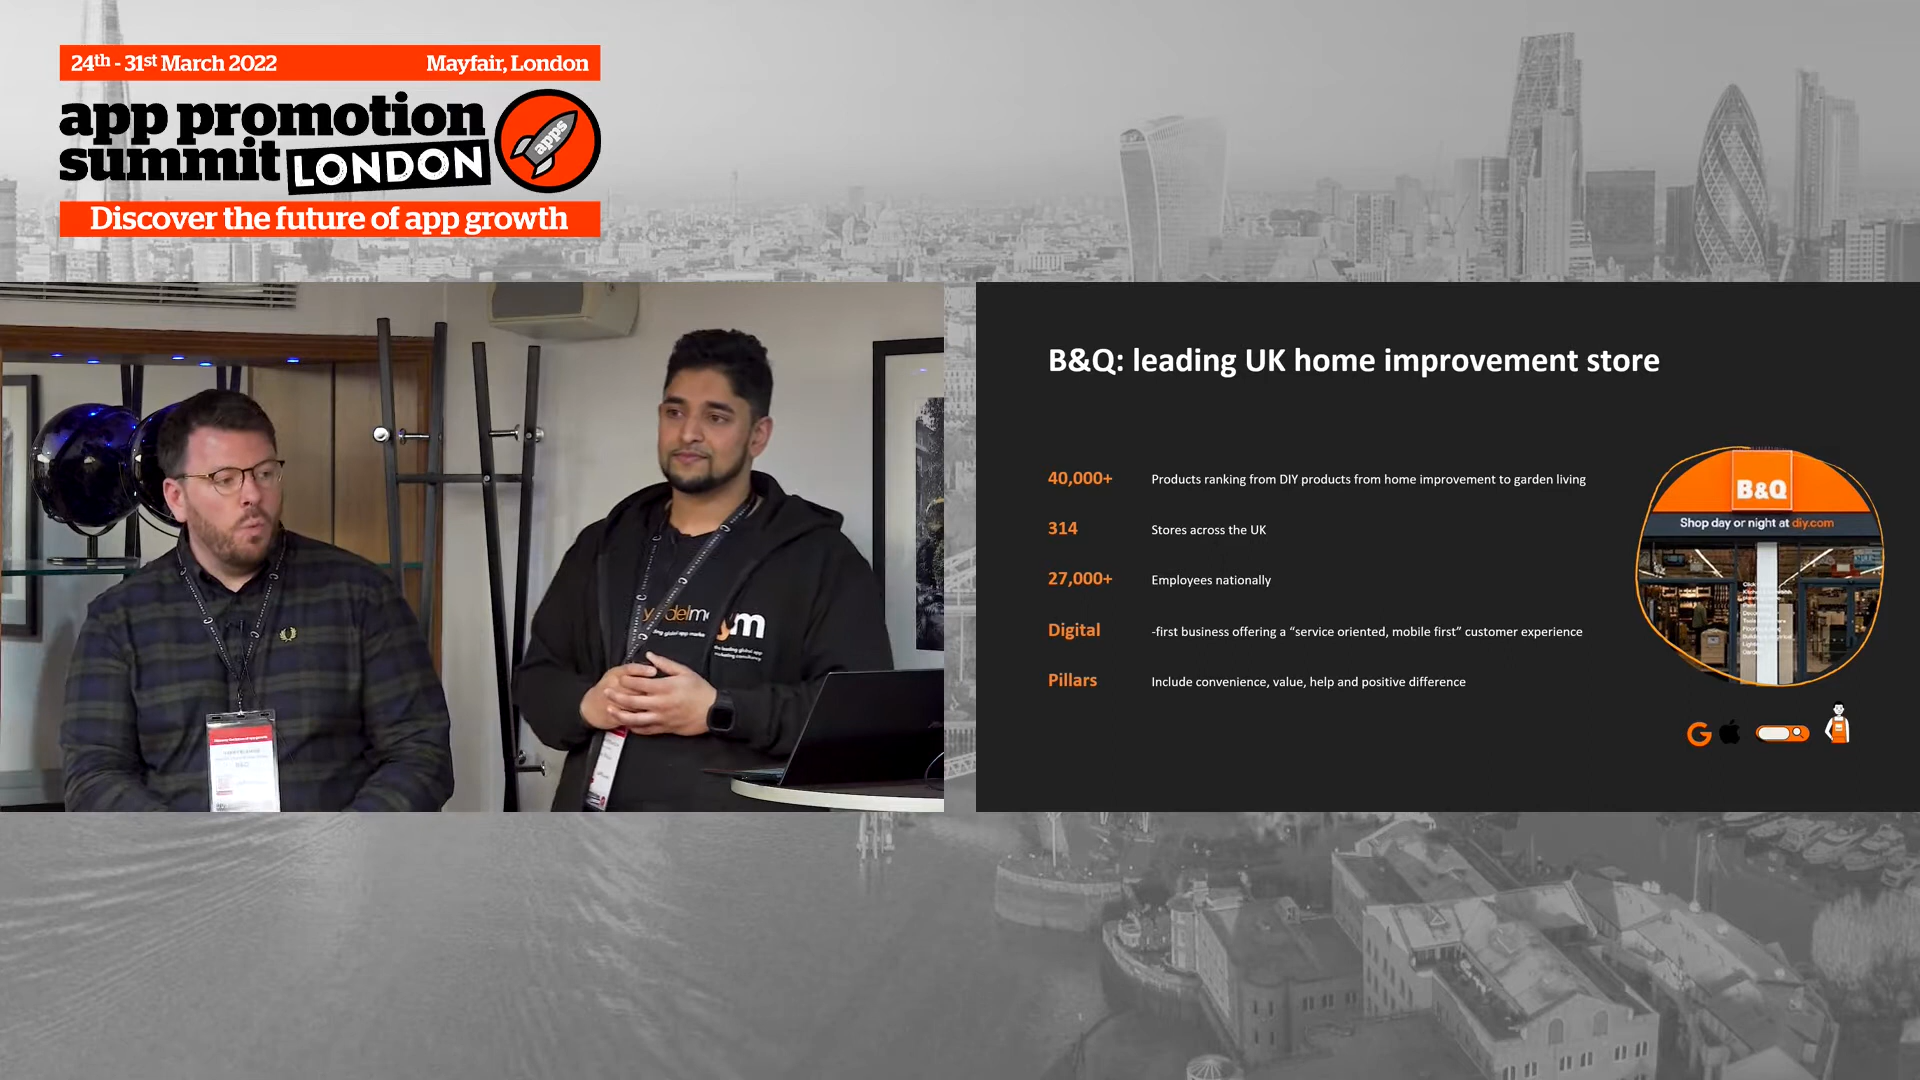 24th - 31st March 2022
Mayfair, London
app promotion
summit LONDON
apps
Discover the future of app growth
B&Q: leading UK home improvement store
40,000+ Products ranking from DIY products from home improvement to garden living
314 Stores across the UK
27,000+ Employees nationally
Digital -first business offering a “service oriented, mobile first” customer experience
Pillars Include convenience, value, help and positive difference
B&Q
Shop day or night at diy.com
G
ym
B&Q